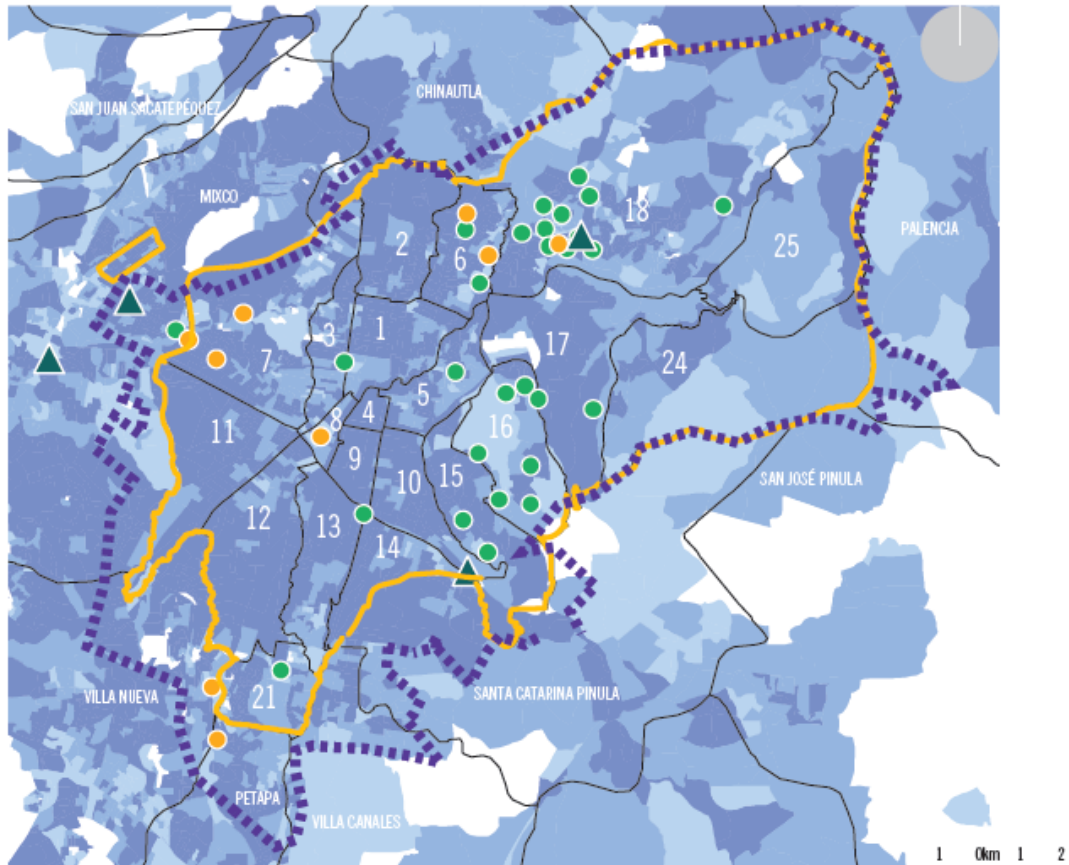 CHINAUTLA
SAN JUAN SACATEPÉQUEZ
MIXCO
18
PALENCIA
2
6
25
3
1
17
7
24
5
4
8
11
16
9
10
15
SAN JOSÉ PINULA
12
13
14
VILLA NUEVA
21
SANTA CATARINA PINULA
PETAPA
VILLA CANALES
1 0km 1 2